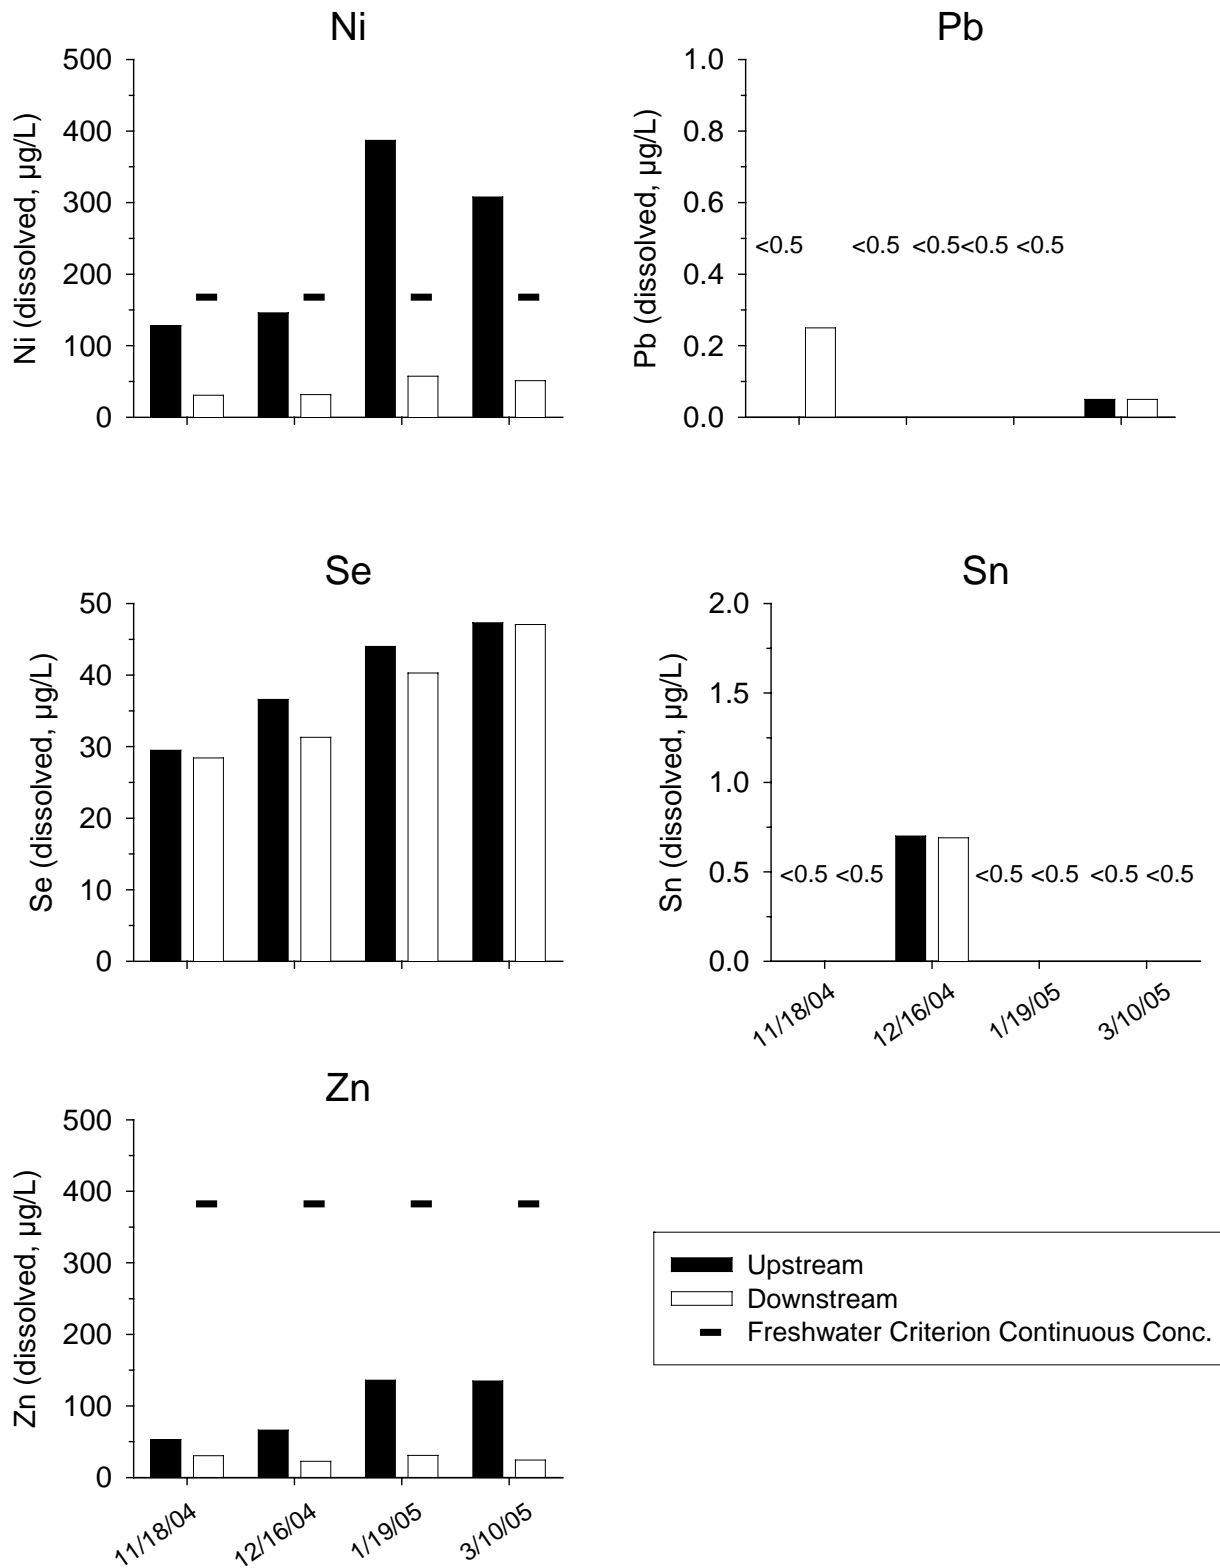 Ni
500
400
300
200
100
0
Ni (dissolved, µg/L)
Pb
1.0
0.8
0.6
0.4
0.2
0.0
Pb (dissolved, µg/L)
<0.5 <0.5 <0.5 <0.5 <0.5
Se
50
40
30
20
10
0
Se (dissolved, µg/L)
Sn
2.0
1.5
1.0
0.5
0.0
Sn (dissolved, µg/L)
<0.5 <0.5 <0.5 <0.5 <0.5 <0.5
11/18/04
12/16/04
1/19/05
3/10/05
Zn
500
400
300
200
100
0
Zn (dissolved, µg/L)
11/18/04
12/16/04
1/19/05
3/10/05
Upstream
Downstream
Freshwater Criterion Continuous Conc.